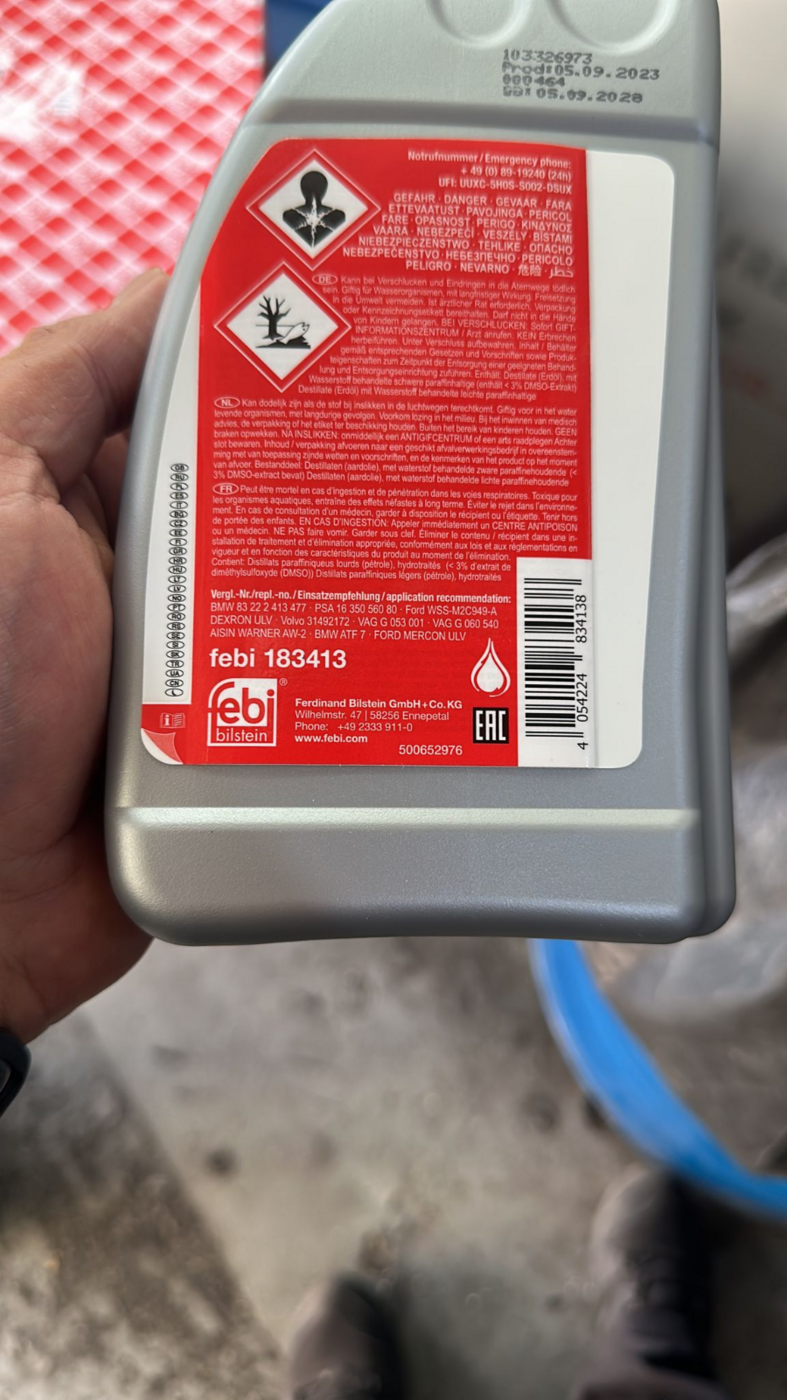 103326973
Prod:05.09.2023
000464
BB: 05.09.2028
Notrufnummer / Emergency phone:
+ 49 (0) 89-19240 (24h)
UFI: UUXC-5H0S-S002-DSUX
GEFAHR · DANGER · GEVAAR · FARA
ETTEVAATUST · PAVOJINGA · PERICOL
FARE · OPASNOST · PERIGO · ΚΙΝΔΥΝΟΣ
VAARA · NEBEZPEČÍ · VESZÉLY · BĪSTAMI
NIEBEZPIECZEŃSTWO · TEHLIKE · ОПАСНО
NEBEZPEČENSTVO · НЕБЕЗПЕЧНО · PERICOLO
PELIGRO · NEVARNO · 危险 · خطر
DE Kann bei Verschlucken und Eindringen in die Atemwege tödlich
sein. Giftig für Wasserorganismen, mit langfristiger Wirkung. Freisetzung
in die Umwelt vermeiden. Ist ärztlicher Rat erforderlich, Verpackung
oder Kennzeichnungsetikett bereithalten. Darf nicht in die Hände
von Kindern gelangen. BEI VERSCHLUCKEN: Sofort GIFT-
INFORMATIONSZENTRUM / Arzt anrufen. KEIN Erbrechen
herbeiführen. Unter Verschluss aufbewahren. Inhalt / Behälter
gemäß entsprechenden Gesetzen und Vorschriften sowie Produk-
teigenschaften zum Zeitpunkt der Entsorgung einer geeigneten Behand-
lung und Entsorgungseinrichtung zuführen. Enthält: Destillate (Erdöl), mit
Wasserstoff behandelte schwere paraffinhaltige (enthält < 3% DMSO-Extrakt)
Destillate (Erdöl) mit Wasserstoff behandelte leichte paraffinhaltige
NL Kan dodelijk zijn als de stof bij inslikken in de luchtwegen terechtkomt. Giftig voor in het water
levende organismen, met langdurige gevolgen. Voorkom lozing in het milieu. Bij het inwinnen van medisch
advies, de verpakking of het etiket ter beschikking houden. Buiten het bereik van kinderen houden. GEEN
braken opwekken. NA INSLIKKEN: onmiddellijk een ANTIGIFCENTRUM of een arts raadplegen Achter
slot bewaren. Inhoud / verpakking afvoeren naar een geschikt afvalverwerkingsbedrijf in overeenstem-
ming met van toepassing zijnde wetten en voorschriften, en de kenmerken van het product op het moment
van afvoer. Bestanddeel: Destillaten (aardolie), met waterstof behandelde zware paraffinehoudende (<
3% DMSO-extract bevat) Destillaten (aardolie), met waterstof behandelde lichte paraffinehoudende
FR Peut être mortel en cas d'ingestion et de pénétration dans les voies respiratoires. Toxique pour
les organismes aquatiques, entraîne des effets néfastes à long terme. Éviter le rejet dans l'environne-
ment. En cas de consultation d'un médecin, garder à disposition le récipient ou l'étiquette. Tenir hors
de portée des enfants. EN CAS D'INGESTION: Appeler immédiatement un CENTRE ANTIPOISON
ou un médecin. NE PAS faire vomir. Garder sous clef. Éliminer le contenu / récipient dans une in-
stallation de traitement et d'élimination appropriée, conformément aux lois et aux réglementations en
vigueur et en fonction des caractéristiques du produit au moment de l'élimination.
Contient: Distillats paraffiniques lourds (pétrole), hydrotraités (< 3% d'extrait de
diméthylsulfoxyde (DMSO)) Distillats paraffiniques légers (pétrole), hydrotraités
Vergl.-Nr./repl.-no./Einsatzempfehlung/application recommendation:
BMW 83 22 2 413 477 · PSA 16 350 560 80 · Ford WSS-M2C949-A
DEXRON ULV · Volvo 31492172 · VAG G 053 001 · VAG G 060 540
AISIN WARNER AW-2 · BMW ATF 7 · FORD MERCON ULV
febi 183413
febi ®
bilstein
Ferdinand Bilstein GmbH+Co.KG
Wilhelmstr. 47 | 58256 Ennepetal
Phone: +49 2333 911-0
www.febi.com
500652976
EAC
4 054224 834138